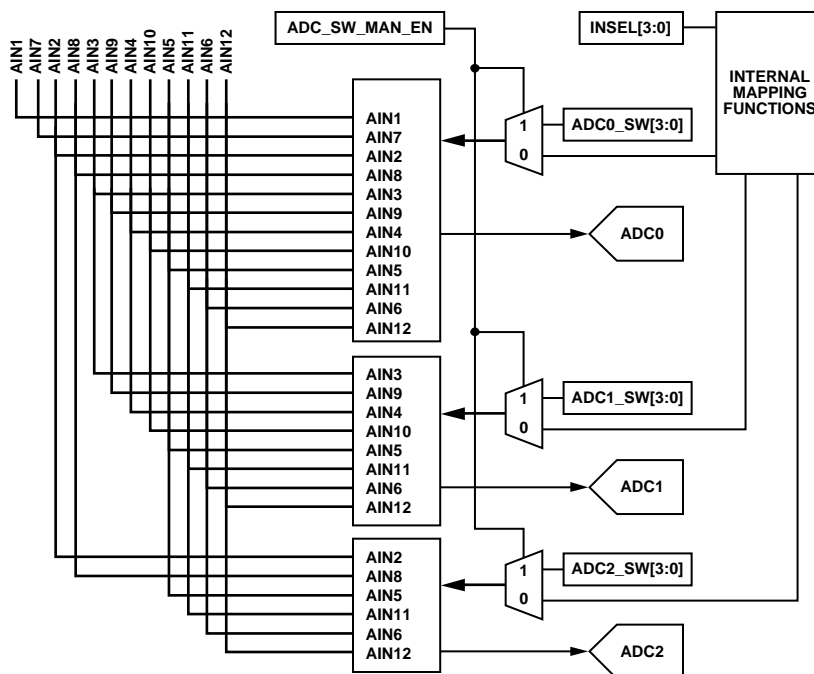 ADC_SW_MAN_EN
INSEL[3:0]
INTERNAL
MAPPING
FUNCTIONS
AIN1
AIN7
AIN2
AIN8
AIN3
AIN9
AIN4
AIN10
AIN5
AIN11
AIN6
AIN12
AIN1
AIN7
AIN2
AIN8
AIN3
AIN9
AIN4
AIN10
AIN5
AIN11
AIN6
AIN12
1
0
ADC0_SW[3:0]
ADC0
AIN3
AIN9
AIN4
AIN10
AIN5
AIN11
AIN6
AIN12
1
0
ADC1_SW[3:0]
ADC1
AIN2
AIN8
AIN5
AIN11
AIN6
AIN12
1
0
ADC2_SW[3:0]
ADC2